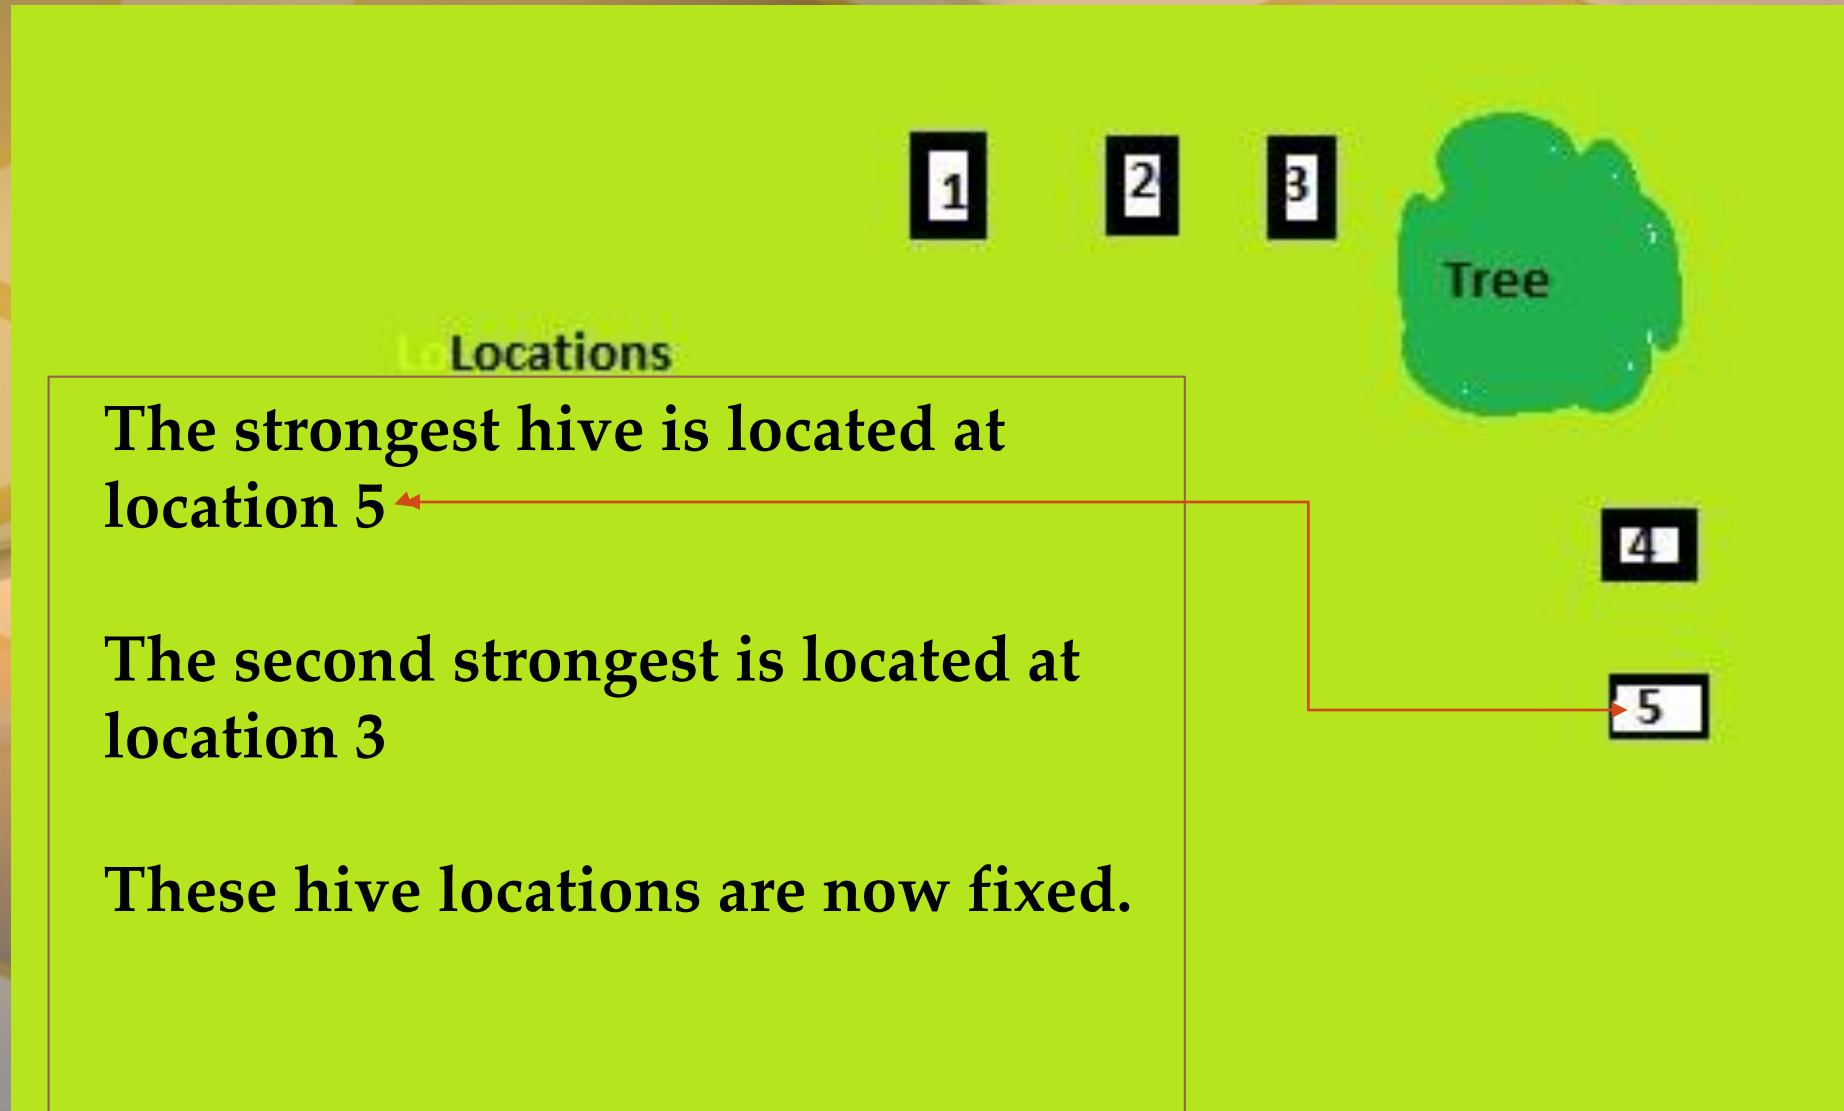 1
2
3
Tree
LoLocations
The strongest hive is located at
location 5
4
The second strongest is located at
location 3
5
These hive locations are now fixed.